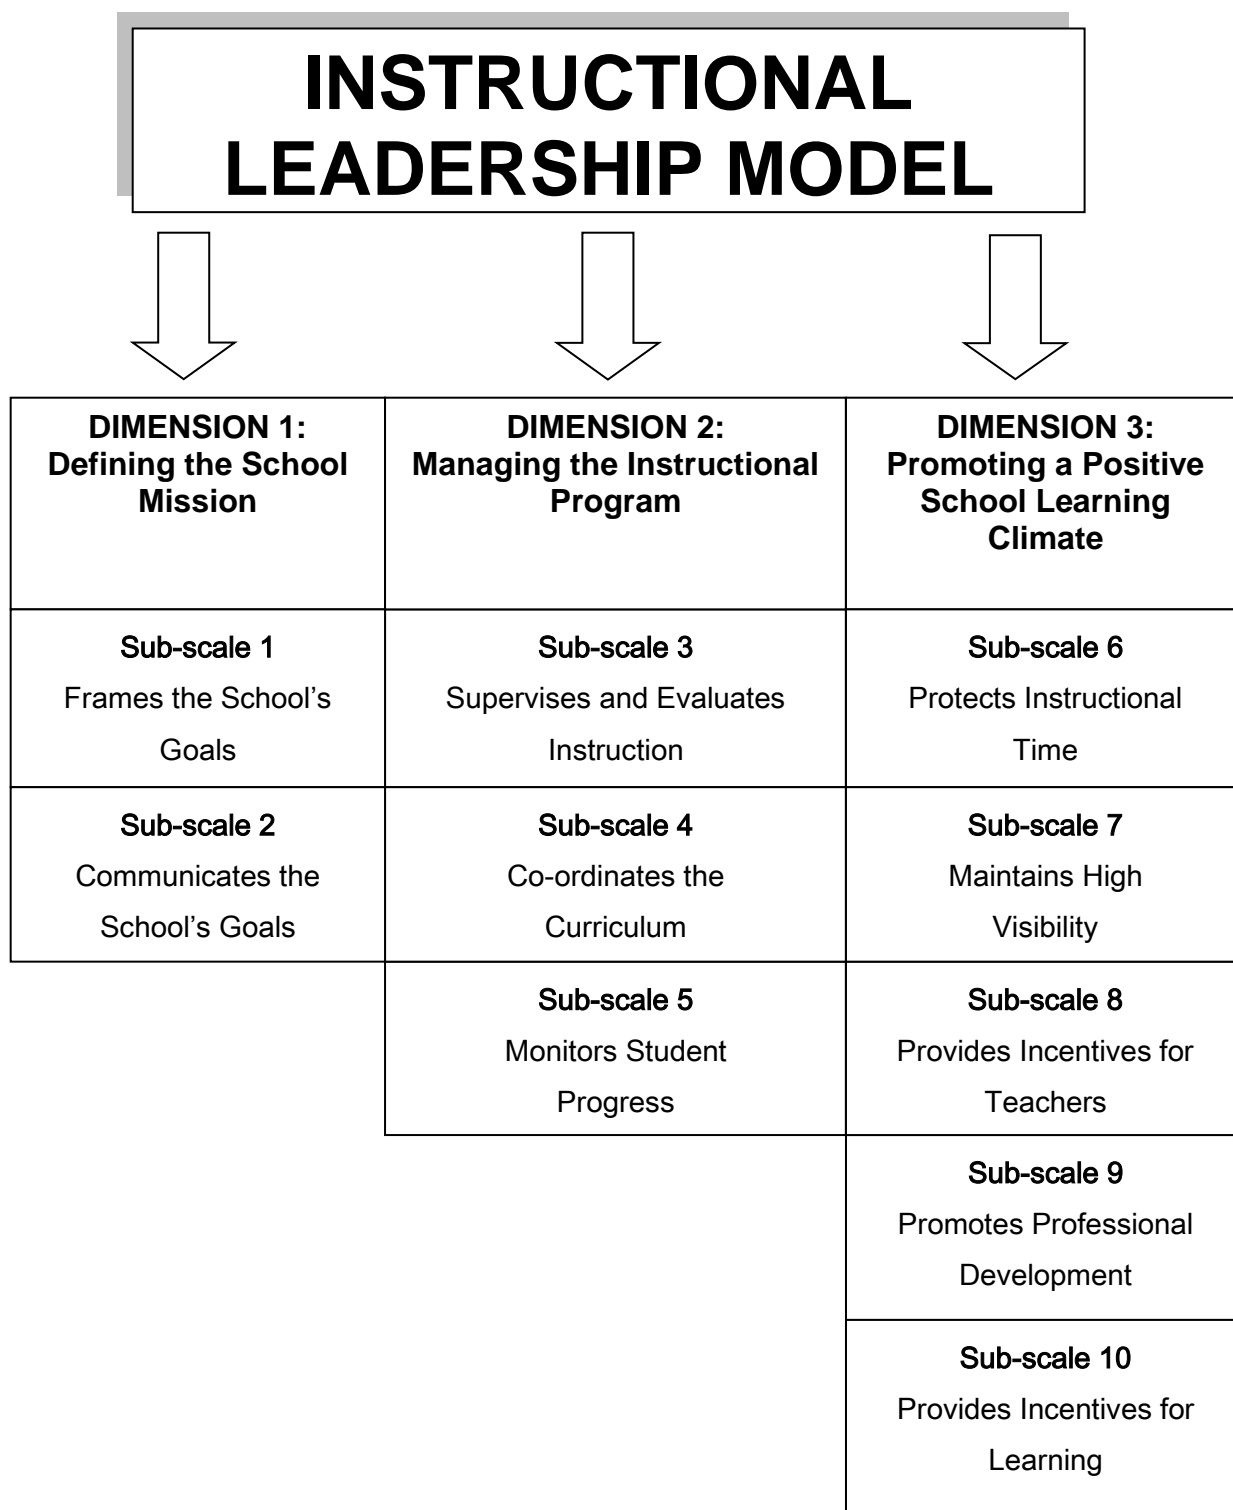 INSTRUCTIONAL
LEADERSHIP MODEL
DIMENSION 1:
Defining the School
Mission
DIMENSION 2:
Managing the Instructional
Program
DIMENSION 3:
Promoting a Positive
School Learning
Climate
Sub-scale 1
Frames the School’s
Goals
Sub-scale 3
Supervises and Evaluates
Instruction
Sub-scale 6
Protects Instructional
Time
Sub-scale 2
Communicates the
School’s Goals
Sub-scale 4
Co-ordinates the
Curriculum
Sub-scale 7
Maintains High
Visibility
Sub-scale 5
Monitors Student
Progress
Sub-scale 8
Provides Incentives for
Teachers
Sub-scale 9
Promotes Professional
Development
Sub-scale 10
Provides Incentives for
Learning